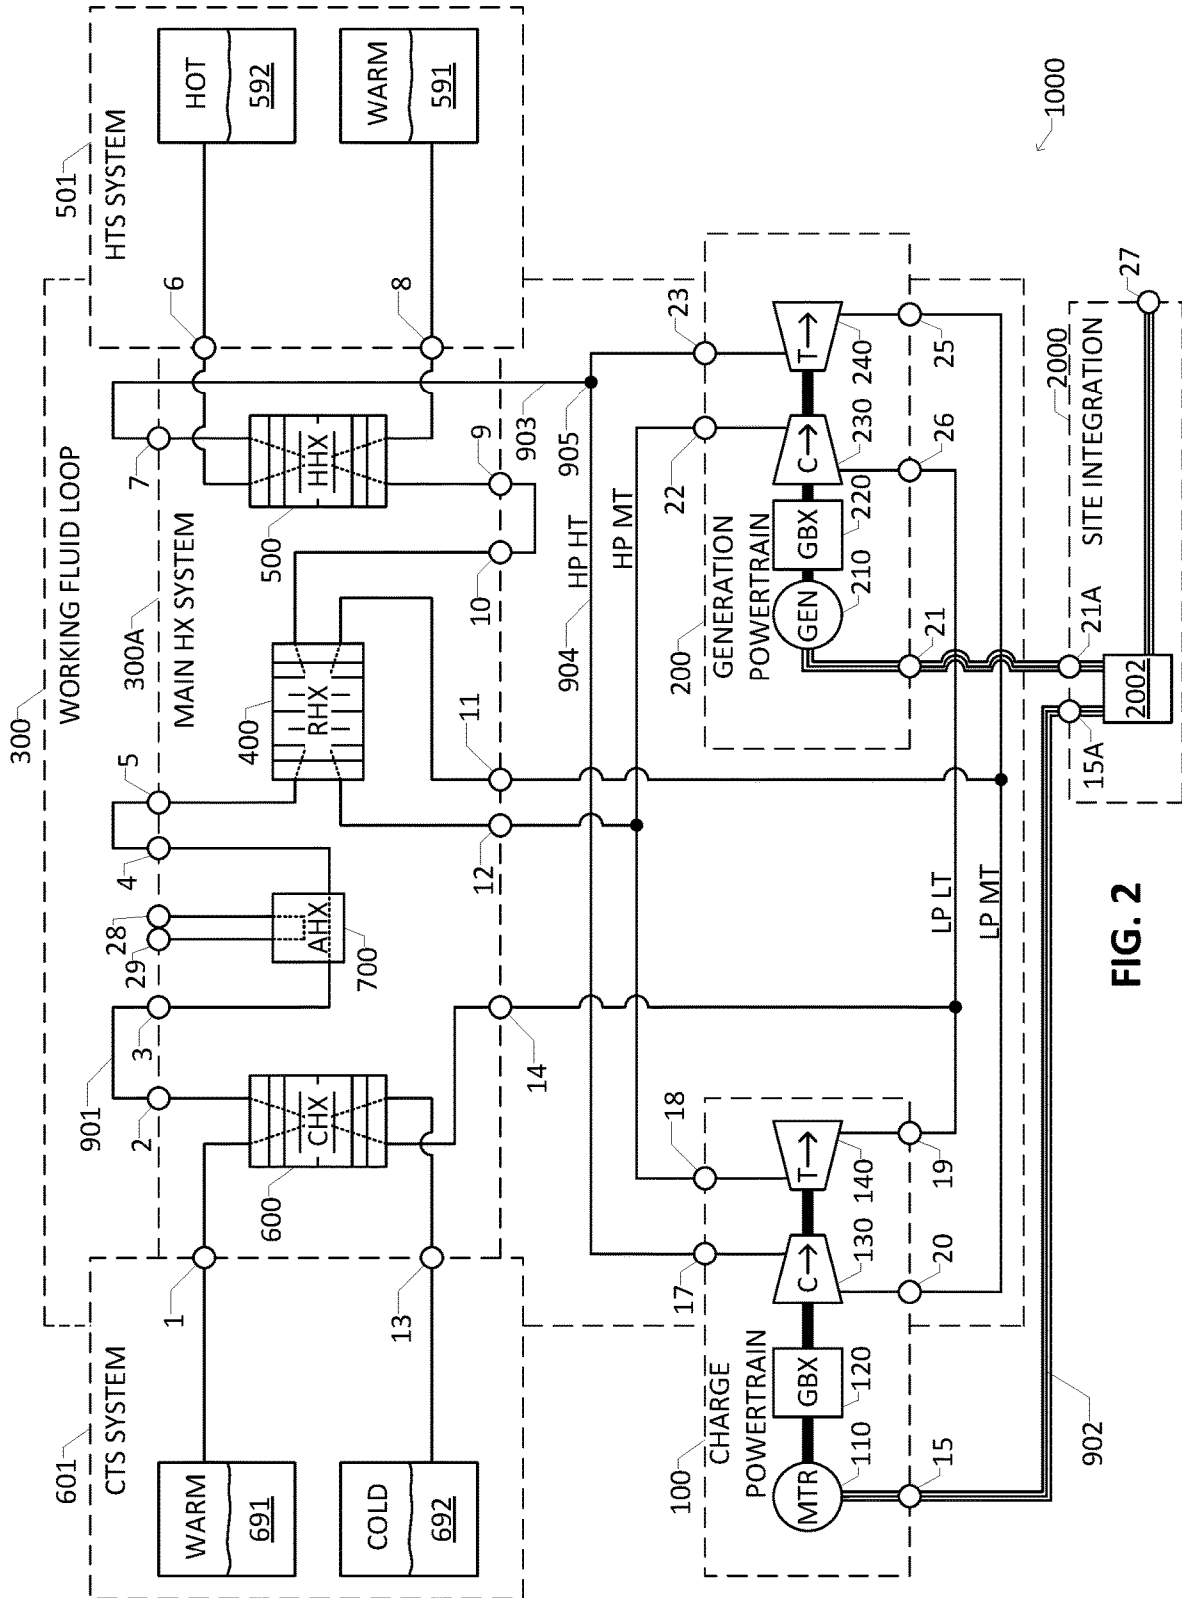 300
WORKING FLUID LOOP
300A
MAIN HX SYSTEM
601
CTS SYSTEM
WARM
691
COLD
692
1
13
901
2
3
29
28
4
5
7
6
8
501
HTS SYSTEM
HOT
592
WARM
591
CHX
600
AHX
700
RHX
400
HHX
500
14
12
11
10
9
903
905
904
HP HT
HP MT
100
CHARGE
POWERTRAIN
MTR
110
GBX
120
C
130
T
140
17
18
15
20
19
LP LT
LP MT
200
GENERATION
POWERTRAIN
GEN
210
GBX
220
C
230
T
240
22
23
21
26
25
902
15A
21A
2002
2000
SITE INTEGRATION
27
1000
FIG. 2